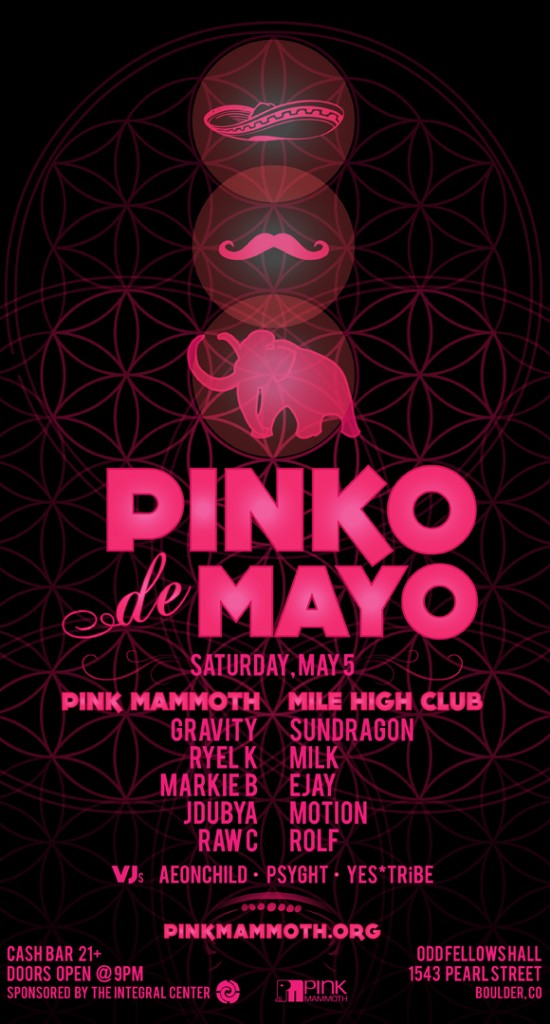 PINKO
de MAYO
SATURDAY, MAY 5
PINK MAMMOTH
GRAVITY
RYEL K
MARKIE B
JDUBYA
RAW C
MILE HIGH CLUB
SUNDRAGON
MILK
EJAY
MOTION
ROLF
VJs AEONCHILD • PSYGHT • YES*TRiBE
PINKMAMMOTH.ORG
CASH BAR 21+
DOORS OPEN @ 9PM
SPONSORED BY THE INTEGRAL CENTER
PINK
MAMMOTH
ODD FELLOWS HALL
1543 PEARL STREET
BOULDER, CO